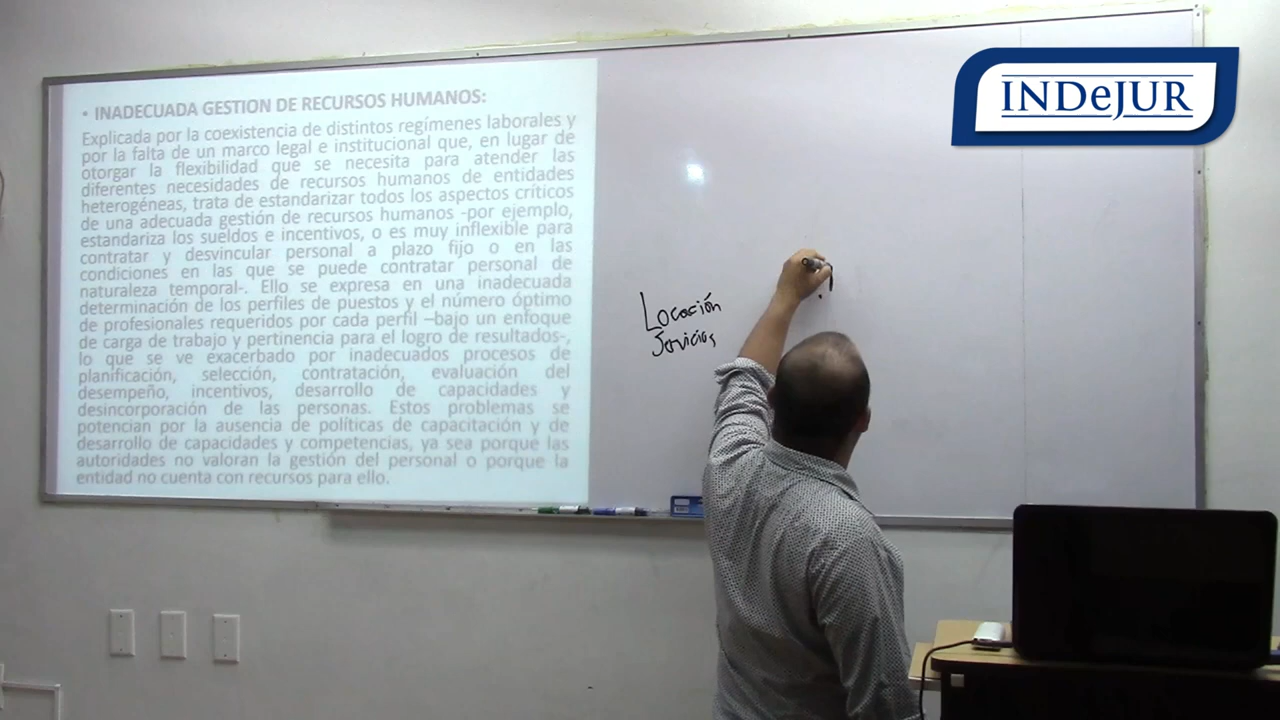 INDeJUR
• INADECUADA GESTION DE RECURSOS HUMANOS:
Explicada por la coexistencia de distintos regímenes laborales y
por la falta de un marco legal e institucional que, en lugar de
otorgar la flexibilidad que se necesita para atender las
diferentes necesidades de recursos humanos de entidades
heterogéneas, trata de estandarizar todos los aspectos críticos
de una adecuada gestión de recursos humanos -por ejemplo,
estandariza los sueldos e incentivos, o es muy inflexible para
contratar y desvincular personal a plazo fijo o en las
condiciones en las que se puede contratar personal de
naturaleza temporal-. Ello se expresa en una inadecuada
determinación de los perfiles de puestos y el número óptimo
de profesionales requeridos por cada perfil –bajo un enfoque
de carga de trabajo y pertinencia para el logro de resultados-,
lo que se ve exacerbado por inadecuados procesos de
planificación, selección, contratación, evaluación del
desempeño, incentivos, desarrollo de capacidades y
desincorporación de las personas. Estos problemas se
potencian por la ausencia de políticas de capacitación y de
desarrollo de capacidades y competencias, ya sea porque las
autoridades no valoran la gestión del personal o porque la
entidad no cuenta con recursos para ello.
Locación
Servicios